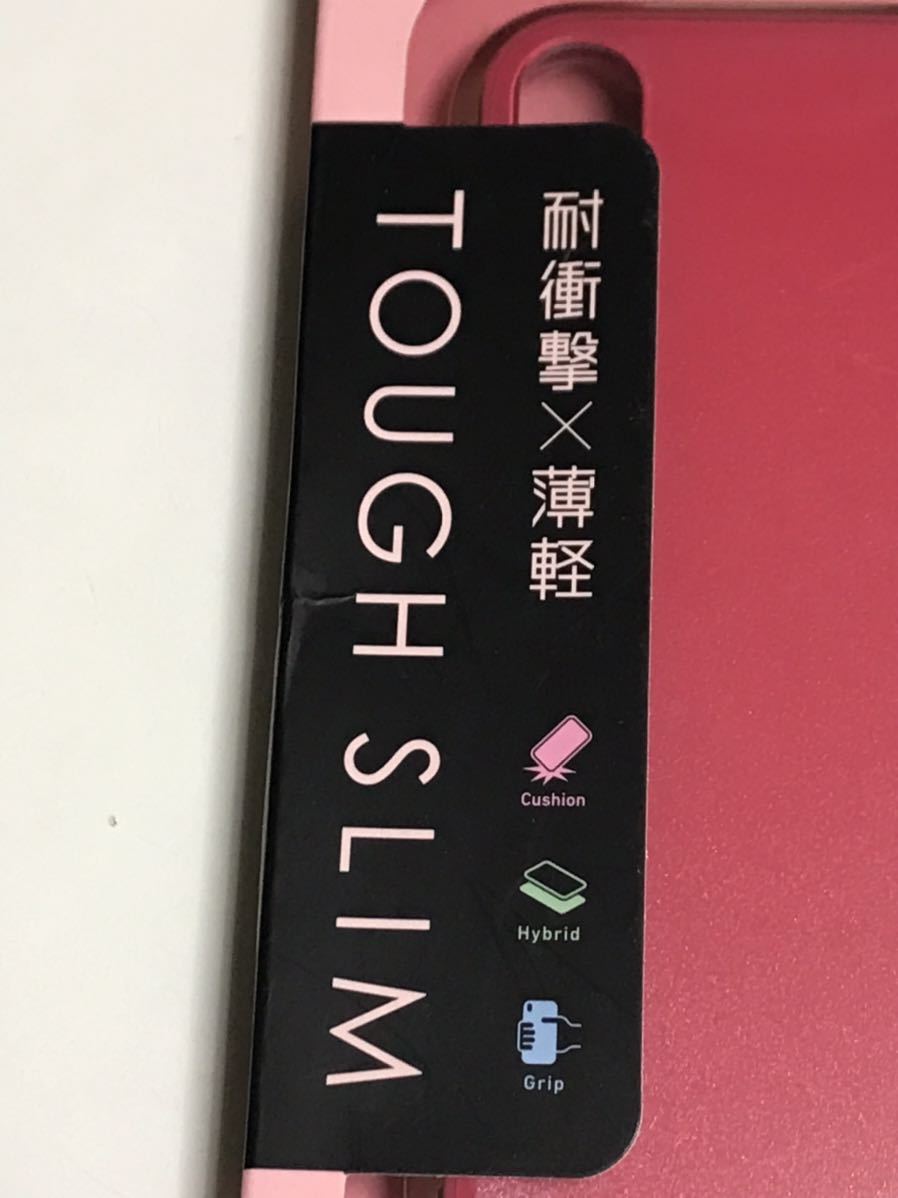 耐衝撃×薄軽
TOUGH SLIM
Cushion
Hybrid
Grip